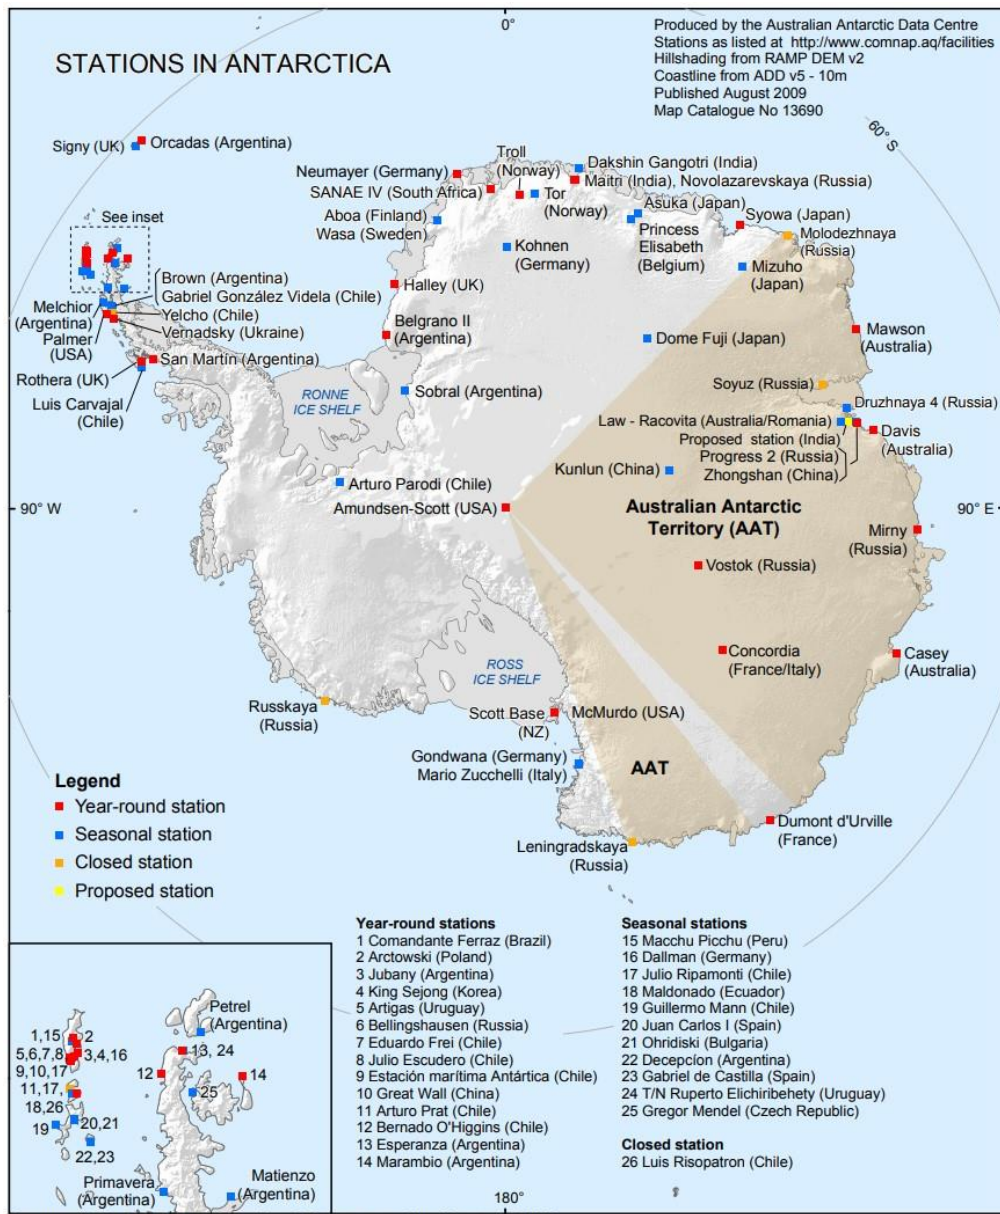 0°
Produced by the Australian Antarctic Data Centre
Stations as listed at http://www.comnap.aq/facilities
Hillshading from RAMP DEM v2
Coastline from ADD v5 - 10m
Published August 2009
Map Catalogue No 13690
STATIONS IN ANTARCTICA
60°S
Signy (UK)
Orcadas (Argentina)
Troll
(Norway)
Dakshin Gangotri (India)
Neumayer (Germany)
Maitri (India), Novolazarevskaya (Russia)
SANAE IV (South Africa)
Tor
(Norway)
Asuka (Japan)
See inset
Aboa (Finland)
Wasa (Sweden)
Princess
Elisabeth
(Belgium)
Syowa (Japan)
Molodezhnaya
(Russia)
Kohnen
(Germany)
Mizuho
(Japan)
Brown (Argentina)
Gabriel González Videla (Chile)
Yelcho (Chile)
Vernadsky (Ukraine)
Melchior
(Argentina)
Palmer
(USA)
Halley (UK)
Belgrano II
(Argentina)
Dome Fuji (Japan)
Mawson
(Australia)
San Martín (Argentina)
Rothera (UK)
Luis Carvajal
(Chile)
RONNE
ICE SHELF
Sobral (Argentina)
Soyuz (Russia)
Druzhnaya 4 (Russia)
Law - Racovita (Australia/Romania)
Proposed station (India)
Progress 2 (Russia)
Zhongshan (China)
Davis
(Australia)
Kunlun (China)
Arturo Parodi (Chile)
90° W
Amundsen-Scott (USA)
Australian Antarctic
Territory (AAT)
90° E
Mirny
(Russia)
Vostok (Russia)
Concordia
(France/Italy)
Casey
(Australia)
ROSS
ICE SHELF
Russkaya
(Russia)
Scott Base
(NZ)
McMurdo (USA)
Gondwana (Germany)
Mario Zucchelli (Italy)
AAT
Dumont d'Urville
(France)
Leningradskaya
(Russia)
Legend
Year-round station
Seasonal station
Closed station
Proposed station
Year-round stations
1 Comandante Ferraz (Brazil)
2 Arctowski (Poland)
3 Jubany (Argentina)
4 King Sejong (Korea)
5 Artigas (Uruguay)
6 Bellingshausen (Russia)
7 Eduardo Frei (Chile)
8 Julio Escudero (Chile)
9 Estación marítima Antártica (Chile)
10 Great Wall (China)
11 Arturo Prat (Chile)
12 Bernado O'Higgins (Chile)
13 Esperanza (Argentina)
14 Marambio (Argentina)
Seasonal stations
15 Macchu Picchu (Peru)
16 Dallman (Germany)
17 Julio Ripamonti (Chile)
18 Maldonado (Ecuador)
19 Guillermo Mann (Chile)
20 Juan Carlos I (Spain)
21 Ohridiski (Bulgaria)
22 Decepcíon (Argentina)
23 Gabriel de Castilla (Spain)
24 T/N Ruperto Elichiribehety (Uruguay)
25 Gregor Mendel (Czech Republic)
Closed station
26 Luis Risopatron (Chile)
Petrel
(Argentina)
1,15
2
5,6,7,8
3,4,16
9,10,17
11,17
18,26
19
20,21
22,23
13, 24
12
14
25
Primavera
(Argentina)
Matienzo
(Argentina)
180°